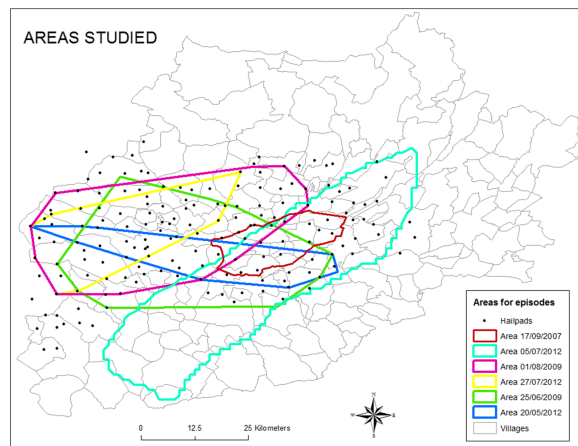 AREAS STUDIED
Areas for episodes
Hailpads
Area 17/09/2007
Area 05/07/2012
Area 01/08/2009
Area 27/07/2012
Area 25/06/2009
Area 20/05/2012
Villages
0 12.5 25 Kilometers
N
W E
S